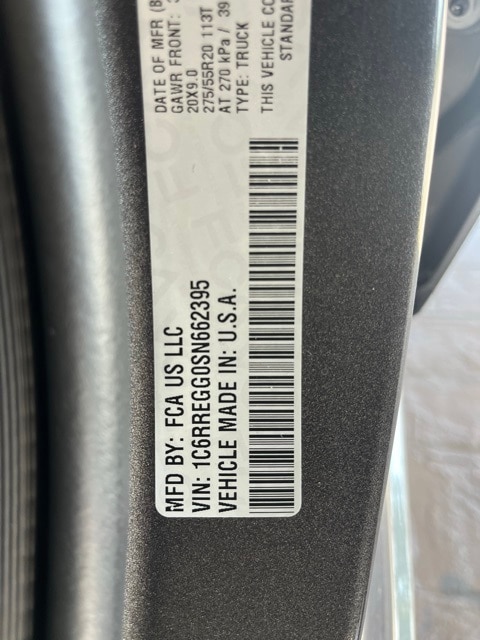 DATE OF MFR (B
GAWR FRONT:
20X9.0
275/55R20 113T
AT 270 kPa / 39
TYPE: TRUCK
THIS VEHICLE CO
STANDAR
MFD BY: FCA US LLC
VIN: 1C6RREGG0SN662395
VEHICLE MADE IN: U.S.A.